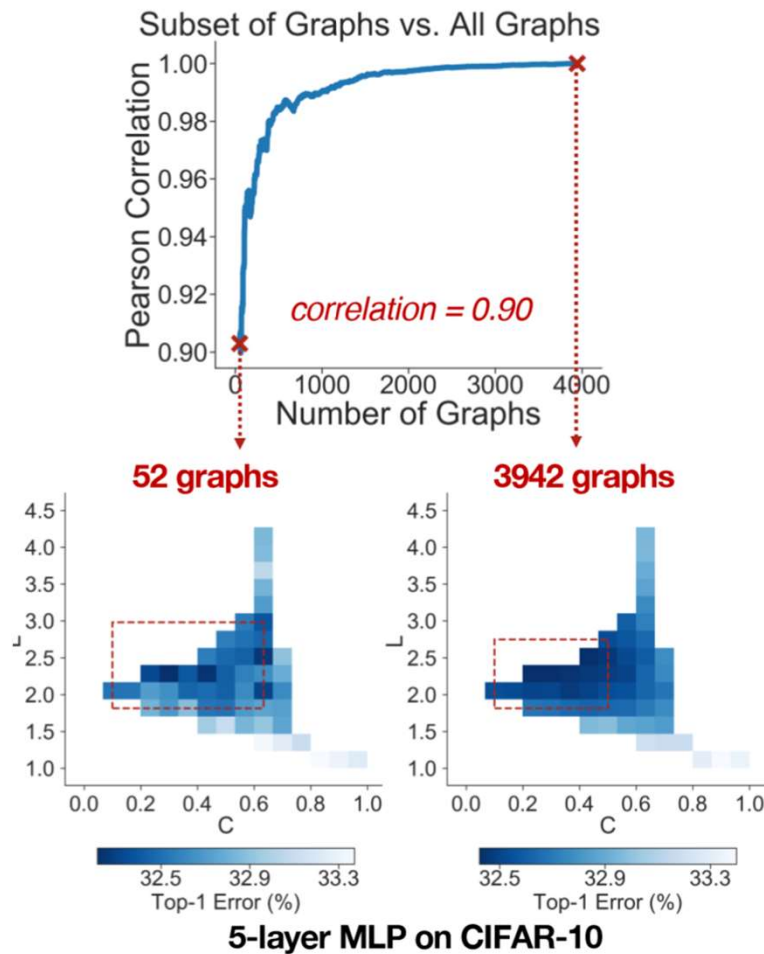 Subset of Graphs vs. All Graphs
Pearson Correlation
1.00
0.98
0.96
0.94
0.92
0.90
correlation = 0.90
0 1000 2000 3000 4000
Number of Graphs
52 graphs 3942 graphs
4.5
4.0
3.5
3.0
2.5
2.0
1.5
1.0
0.0 0.2 0.4 0.6 0.8 1.0
C
L
4.5
4.0
3.5
3.0
2.5
2.0
1.5
1.0
0.0 0.2 0.4 0.6 0.8 1.0
C
32.5 32.9 33.3
Top-1 Error (%)
32.5 32.9 33.3
Top-1 Error (%)
5-layer MLP on CIFAR-10